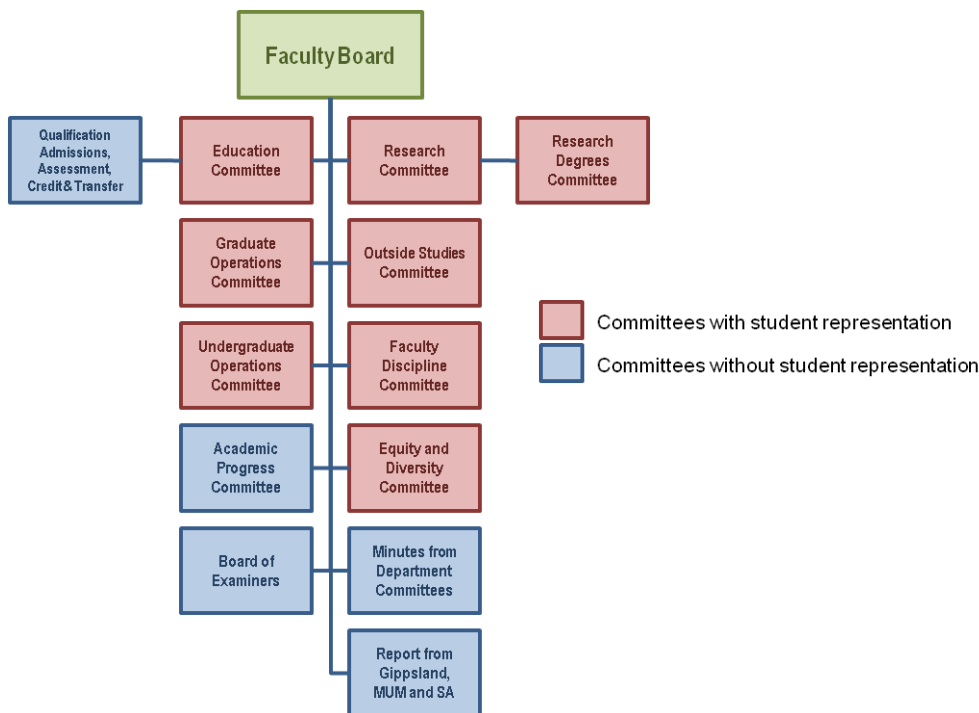 Faculty Board
Qualification
Admissions,
Assessment,
Credit & Transfer
Education
Committee
Research
Committee
Research
Degrees
Committee
Graduate
Operations
Committee
Outside Studies
Committee
Undergraduate
Operations
Committee
Faculty
Discipline
Committee
Academic
Progress
Committee
Equity and
Diversity
Committee
Board of
Examiners
Minutes from
Department
Committees
Report from
Gippsland,
MUM and SA
Committees with student representation
Committees without student representation